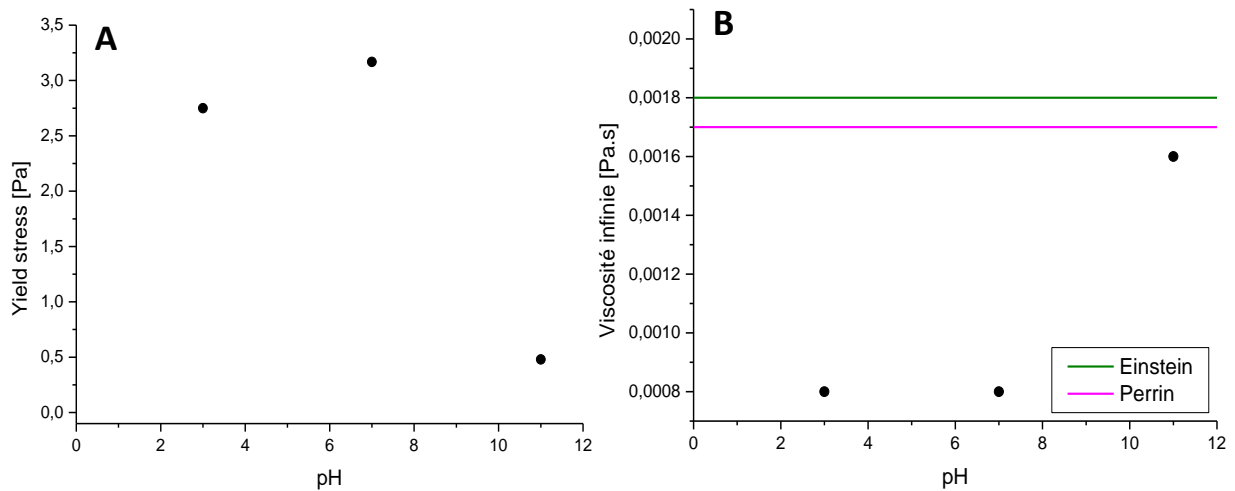 A
3,5
3,0
2,5
2,0
1,5
1,0
0,5
0,0
Yield stress [Pa]
0 2 4 6 8 10 12
pH
B
0,0020
0,0018
0,0016
0,0014
0,0012
0,0010
0,0008
Viscosité infinie [Pa.s]
Einstein
Perrin
0 2 4 6 8 10 12
pH